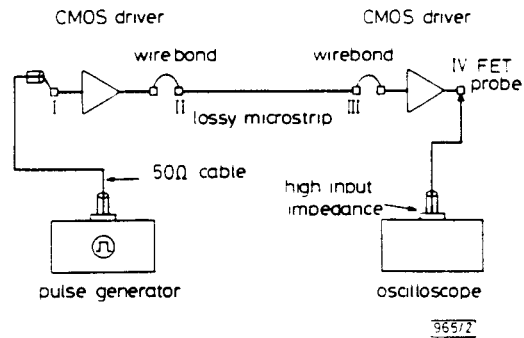 CMOS driver
CMOS driver
wirebond
wirebond
I
II
III
IV FET
probe
lossy microstrip
50Ω cable
high input
impedance
pulse generator
oscilloscope
965/2